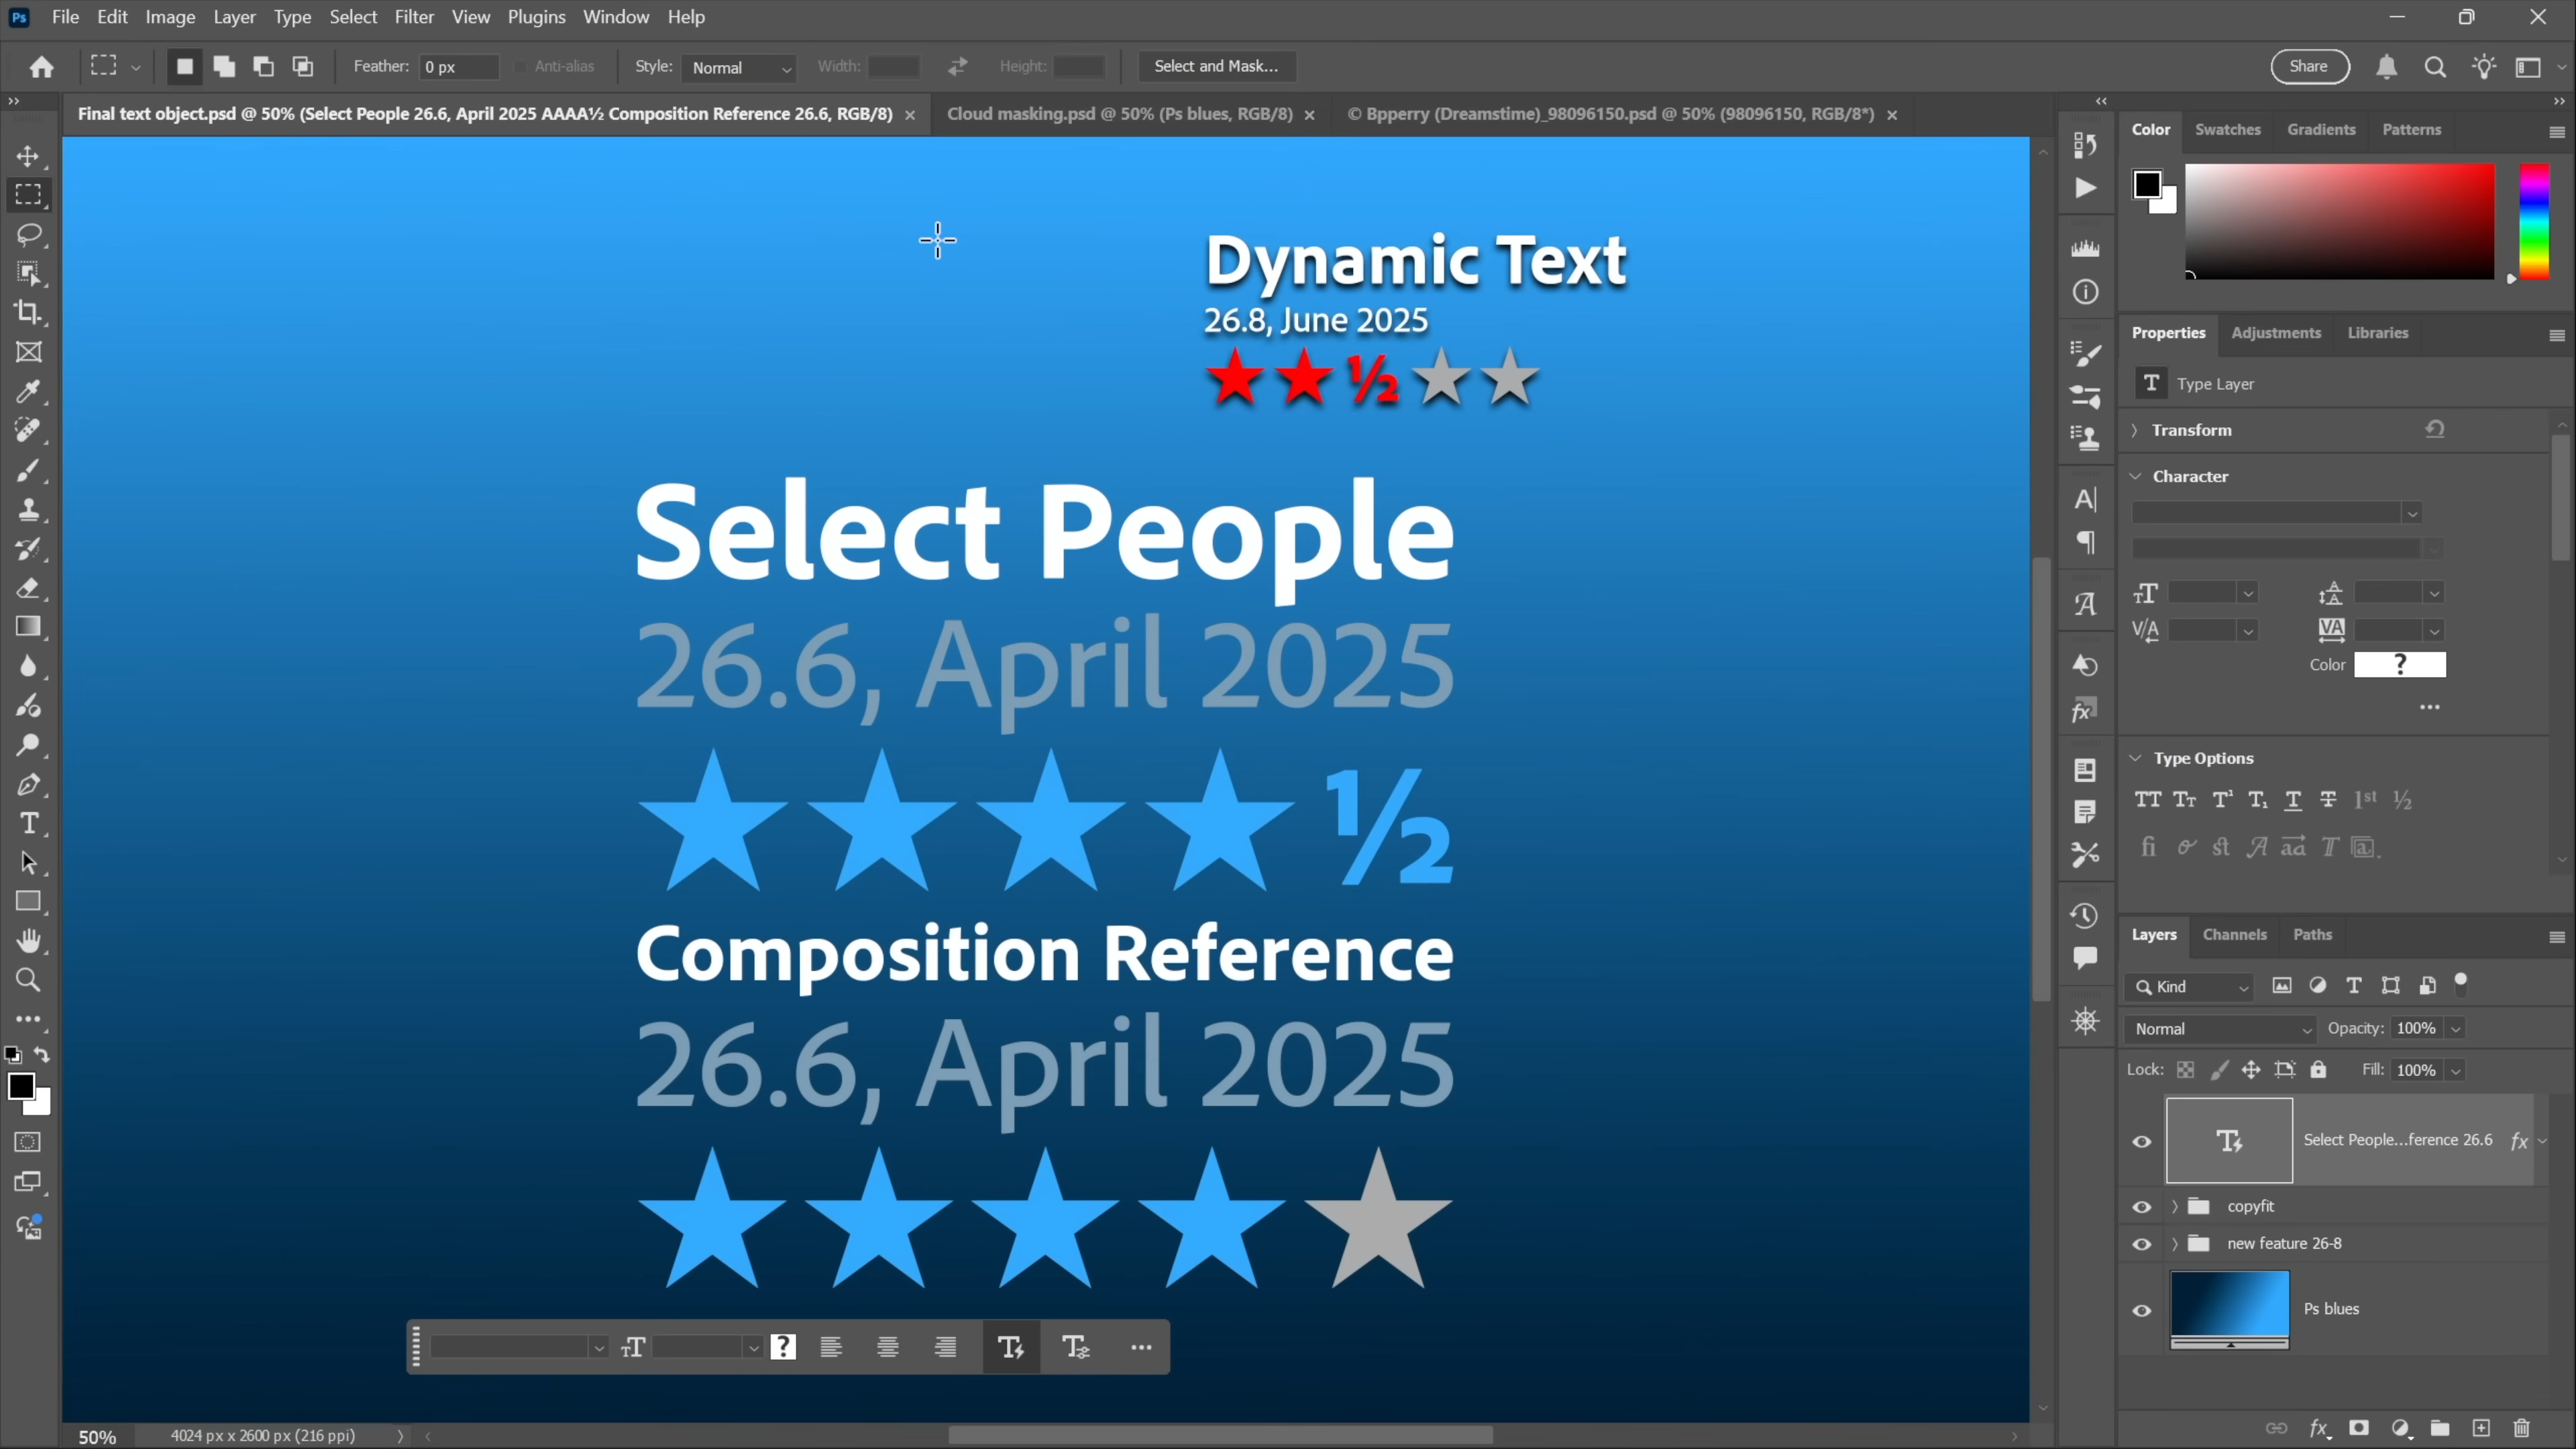 Ps File Edit Image Layer Type Select Filter View Plugins Window Help
Feather: 0 px Anti-alias Style: Normal Width: Height: Select and Mask... Share
Final text object.psd @ 50% (Select People 26.6, April 2025 AAAA½ Composition Reference 26.6, RGB/8) × Cloud masking.psd @ 50% (Ps blues, RGB/8) × © Bpperry (Dreamstime)_98096150.psd @ 50% (98096150, RGB/8*) ×
Color Swatches Gradients Patterns
Dynamic Text
26.8, June 2025
★★½★★
Select People
26.6, April 2025
★★★★½
Composition Reference
26.6, April 2025
★★★★★
Properties Adjustments Libraries
Type Layer
Transform
Character
Color ?
Type Options
Layers Channels Paths
Kind
Normal Opacity: 100%
Lock: Fill: 100%
Select People...ference 26.6 fx
copyfit
new feature 26-8
Ps blues
50% 4024 px x 2600 px (216 ppi)